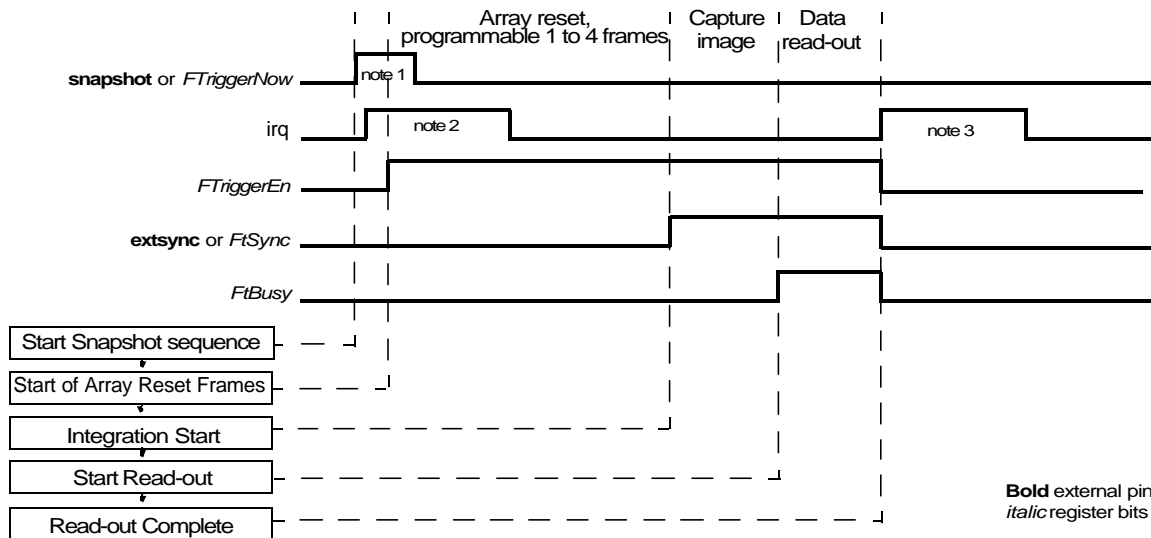 Array reset,
programmable 1 to 4 frames
Capture
image
Data
read-out
snapshot or FTriggerNow
note 1
irq
note 2
note 3
FTriggerEn
extsync or FtSync
FtBusy
Start Snapshot sequence
Start of Array Reset Frames
Integration Start
Start Read-out
Read-out Complete
Bold external pin
italic register bits